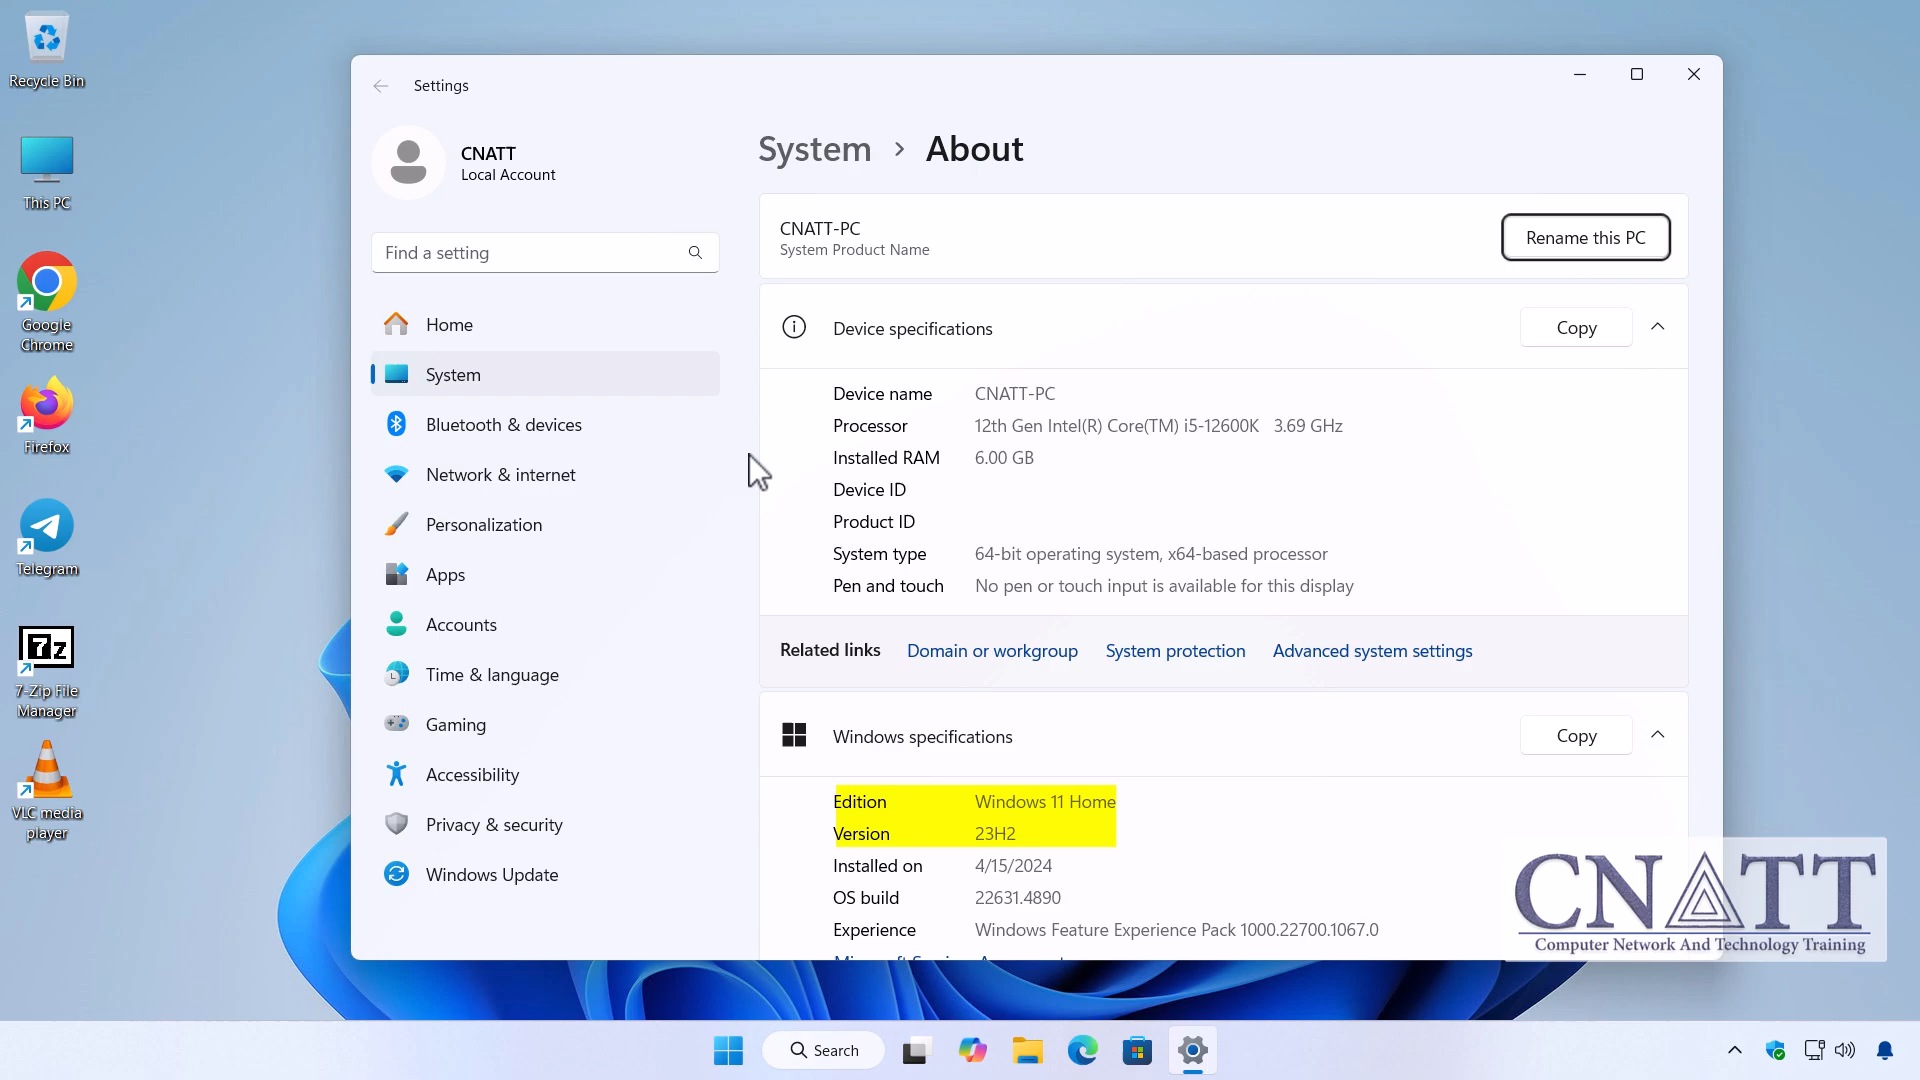 Recycle Bin
This PC
Google
Chrome
Firefox
Telegram
7z
7-Zip File
Manager
VLC media
player
Settings
CNATT
Local Account
Find a setting
Home
System
Bluetooth & devices
Network & internet
Personalization
Apps
Accounts
Time & language
Gaming
Accessibility
Privacy & security
Windows Update
System > About
CNATT-PC
System Product Name
Rename this PC
Device specifications
Copy
Device name CNATT-PC
Processor 12th Gen Intel(R) Core(TM) i5-12600K 3.69 GHz
Installed RAM 6.00 GB
Device ID
Product ID
System type 64-bit operating system, x64-based processor
Pen and touch No pen or touch input is available for this display
Related links Domain or workgroup System protection Advanced system settings
Windows specifications
Copy
Edition Windows 11 Home
Version 23H2
Installed on 4/15/2024
OS build 22631.4890
Experience Windows Feature Experience Pack 1000.22700.1067.0
CNATT
Computer Network And Technology Training
Search